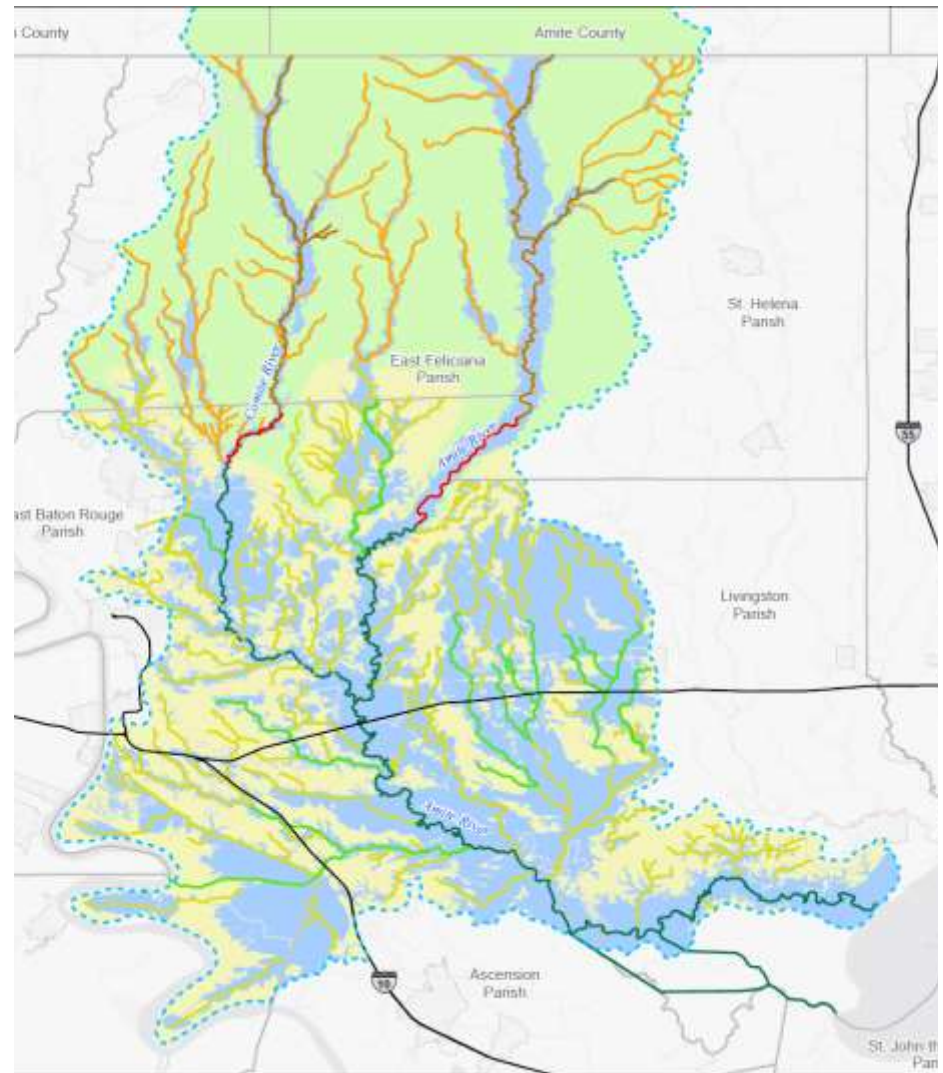 County
Amite County
St. Helena
Parish
East Feliciana
Parish
Comite River
Amite River
55
ast Baton Rouge
Parish
Livingston
Parish
Amite River
10
Ascension
Parish
St. John th
Pari